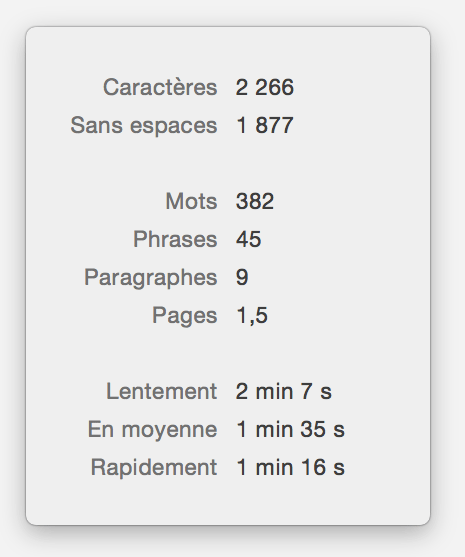 Caractères 2 266
Sans espaces 1 877
Mots 382
Phrases 45
Paragraphes 9
Pages 1,5
Lentement 2 min 7 s
En moyenne 1 min 35 s
Rapidement 1 min 16 s